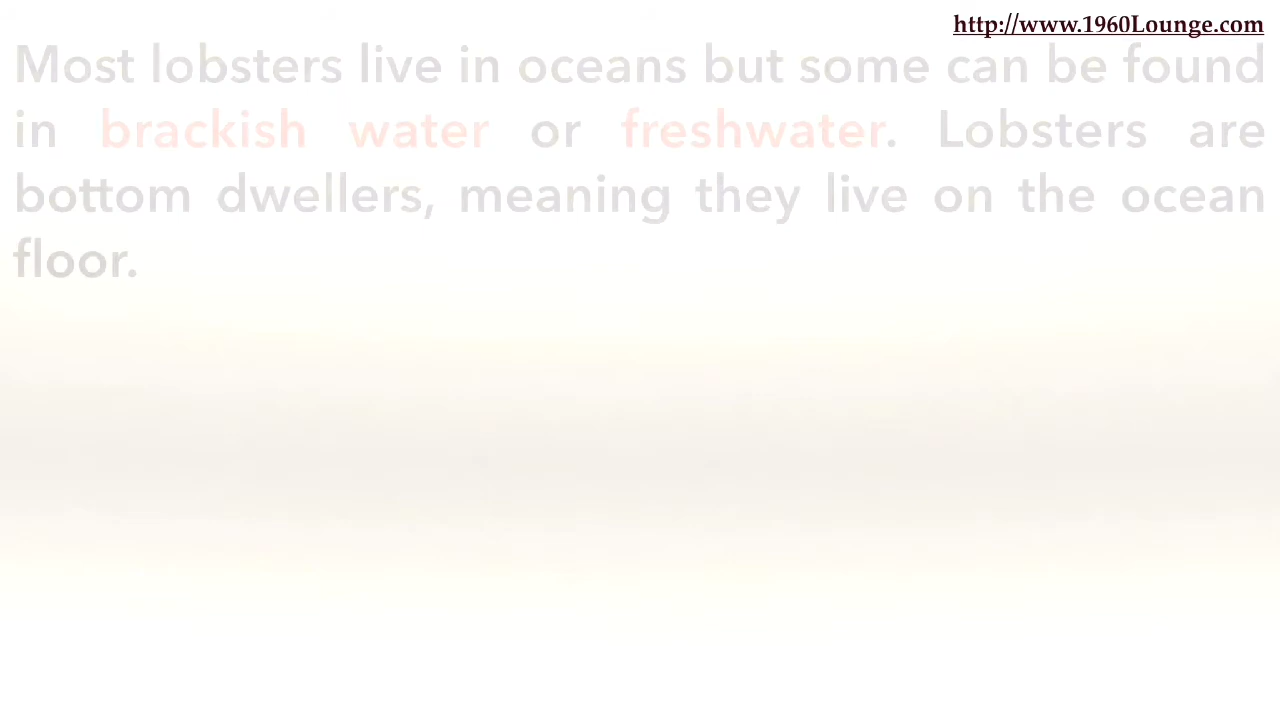 http://www.1960Lounge.com
Most lobsters live in oceans but some can be found
in brackish water or freshwater. Lobsters are
bottom dwellers, meaning they live on the ocean
floor.